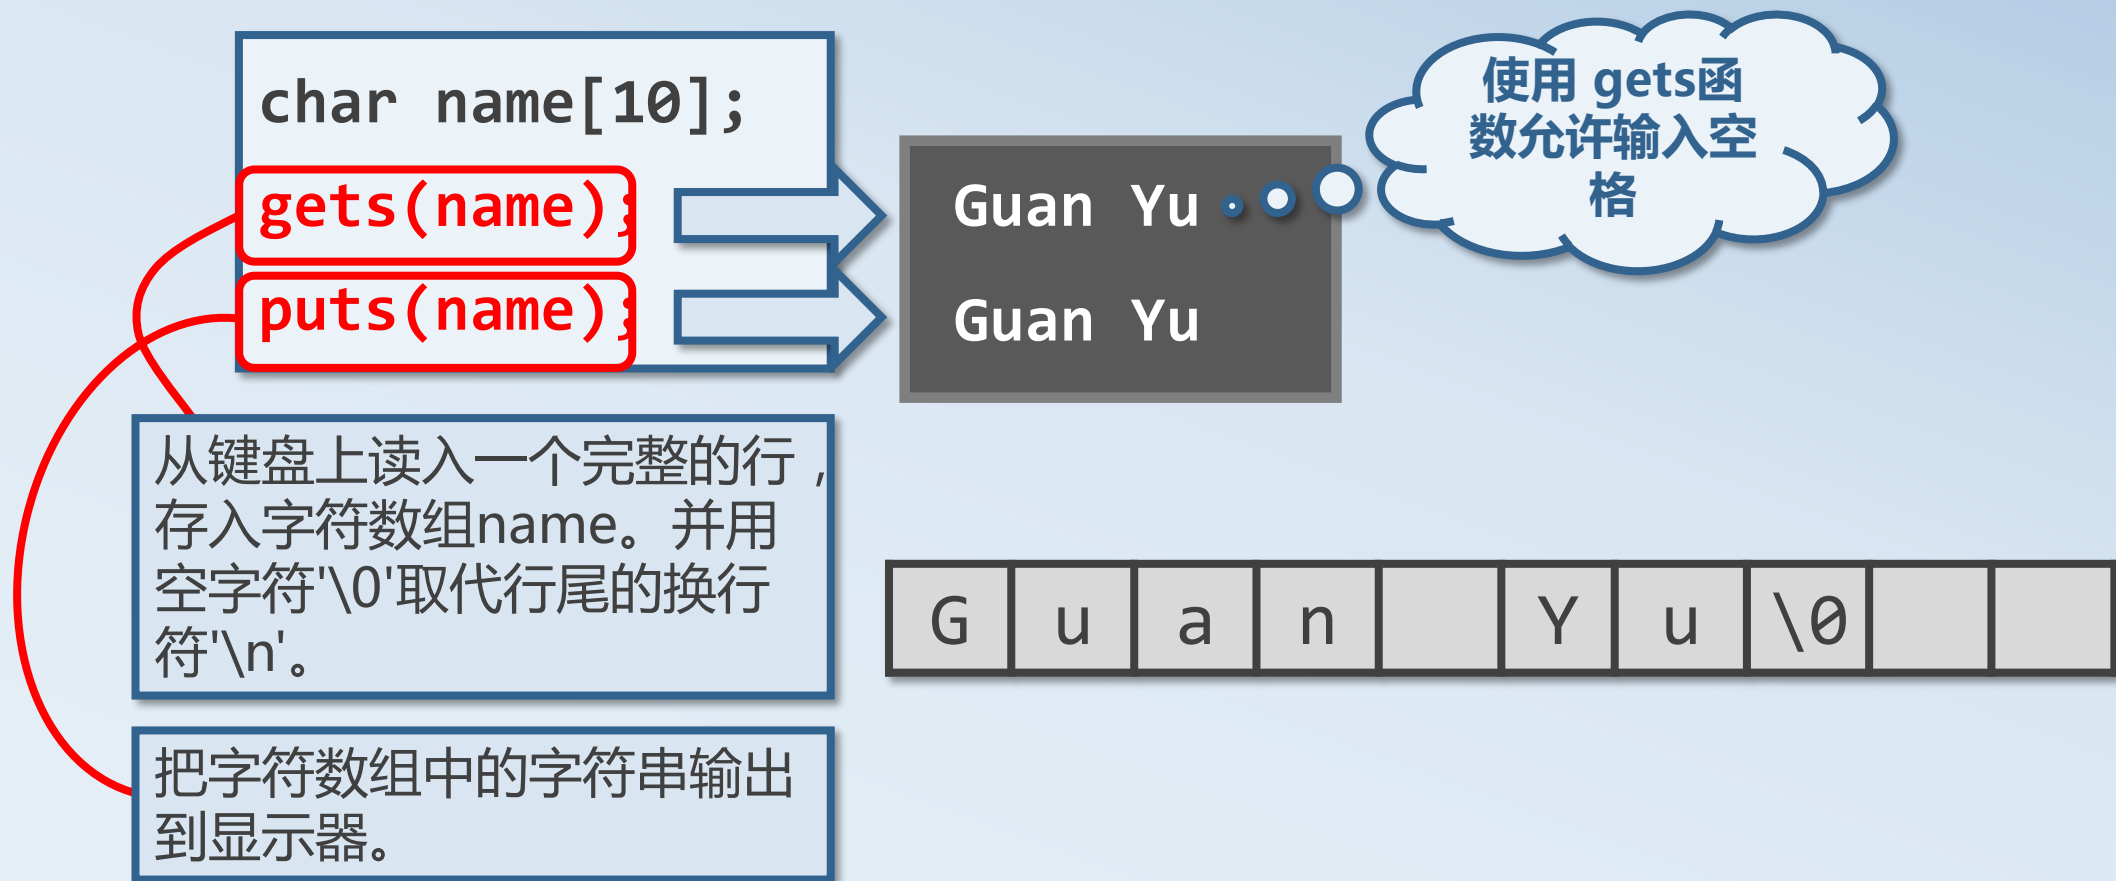 char name[10];
gets(name);
puts(name);
Guan Yu
Guan Yu
使用 gets函
数允许输入空
格
从键盘上读入一个完整的行，
存入字符数组name。并用
空字符'\0'取代行尾的换行
符'\n'。
G u a n Y u \0
把字符数组中的字符串输出
到显示器。